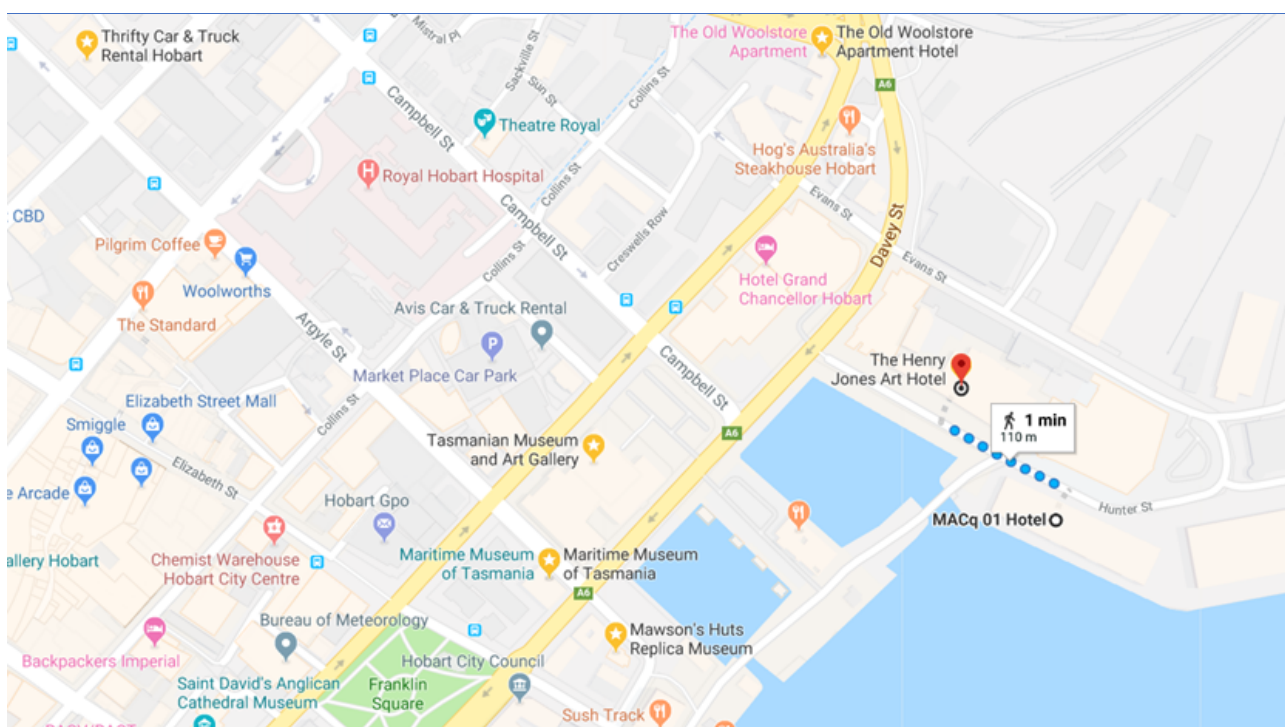 Thrifty Car & Truck
Rental Hobart
Mistral Pl
Sackville St
Sun St
Collins St
The Old Woolstore
Apartment
The Old Woolstore
Apartment Hotel
A6
Campbell St
Theatre Royal
Hog's Australia's
Steakhouse Hobart
Royal Hobart Hospital
Collins St
Evans St
CBD
Campbell St
Creswells Row
Davey St
Pilgrim Coffee
Collins St
Evans St
Woolworths
Hotel Grand
Chancellor Hobart
The Standard
Argyle St
Avis Car & Truck Rental
P
Market Place Car Park
Campbell St
The Henry
Jones Art Hotel
Elizabeth Street Mall
Collins St
1 min
110 m
Smiggle
A6
Tasmanian Museum
and Art Gallery
Elizabeth St
e Arcade
Hobart Gpo
Hunter St
MACq 01 Hotel
allery Hobart
Chemist Warehouse
Hobart City Centre
Maritime Museum
of Tasmania
Maritime Museum
of Tasmania
A6
Bureau of Meteorology
Mawson's Huts
Replica Museum
Backpackers Imperial
Hobart City Council
Saint David's Anglican
Cathedral Museum
Franklin
Square
Sush Track